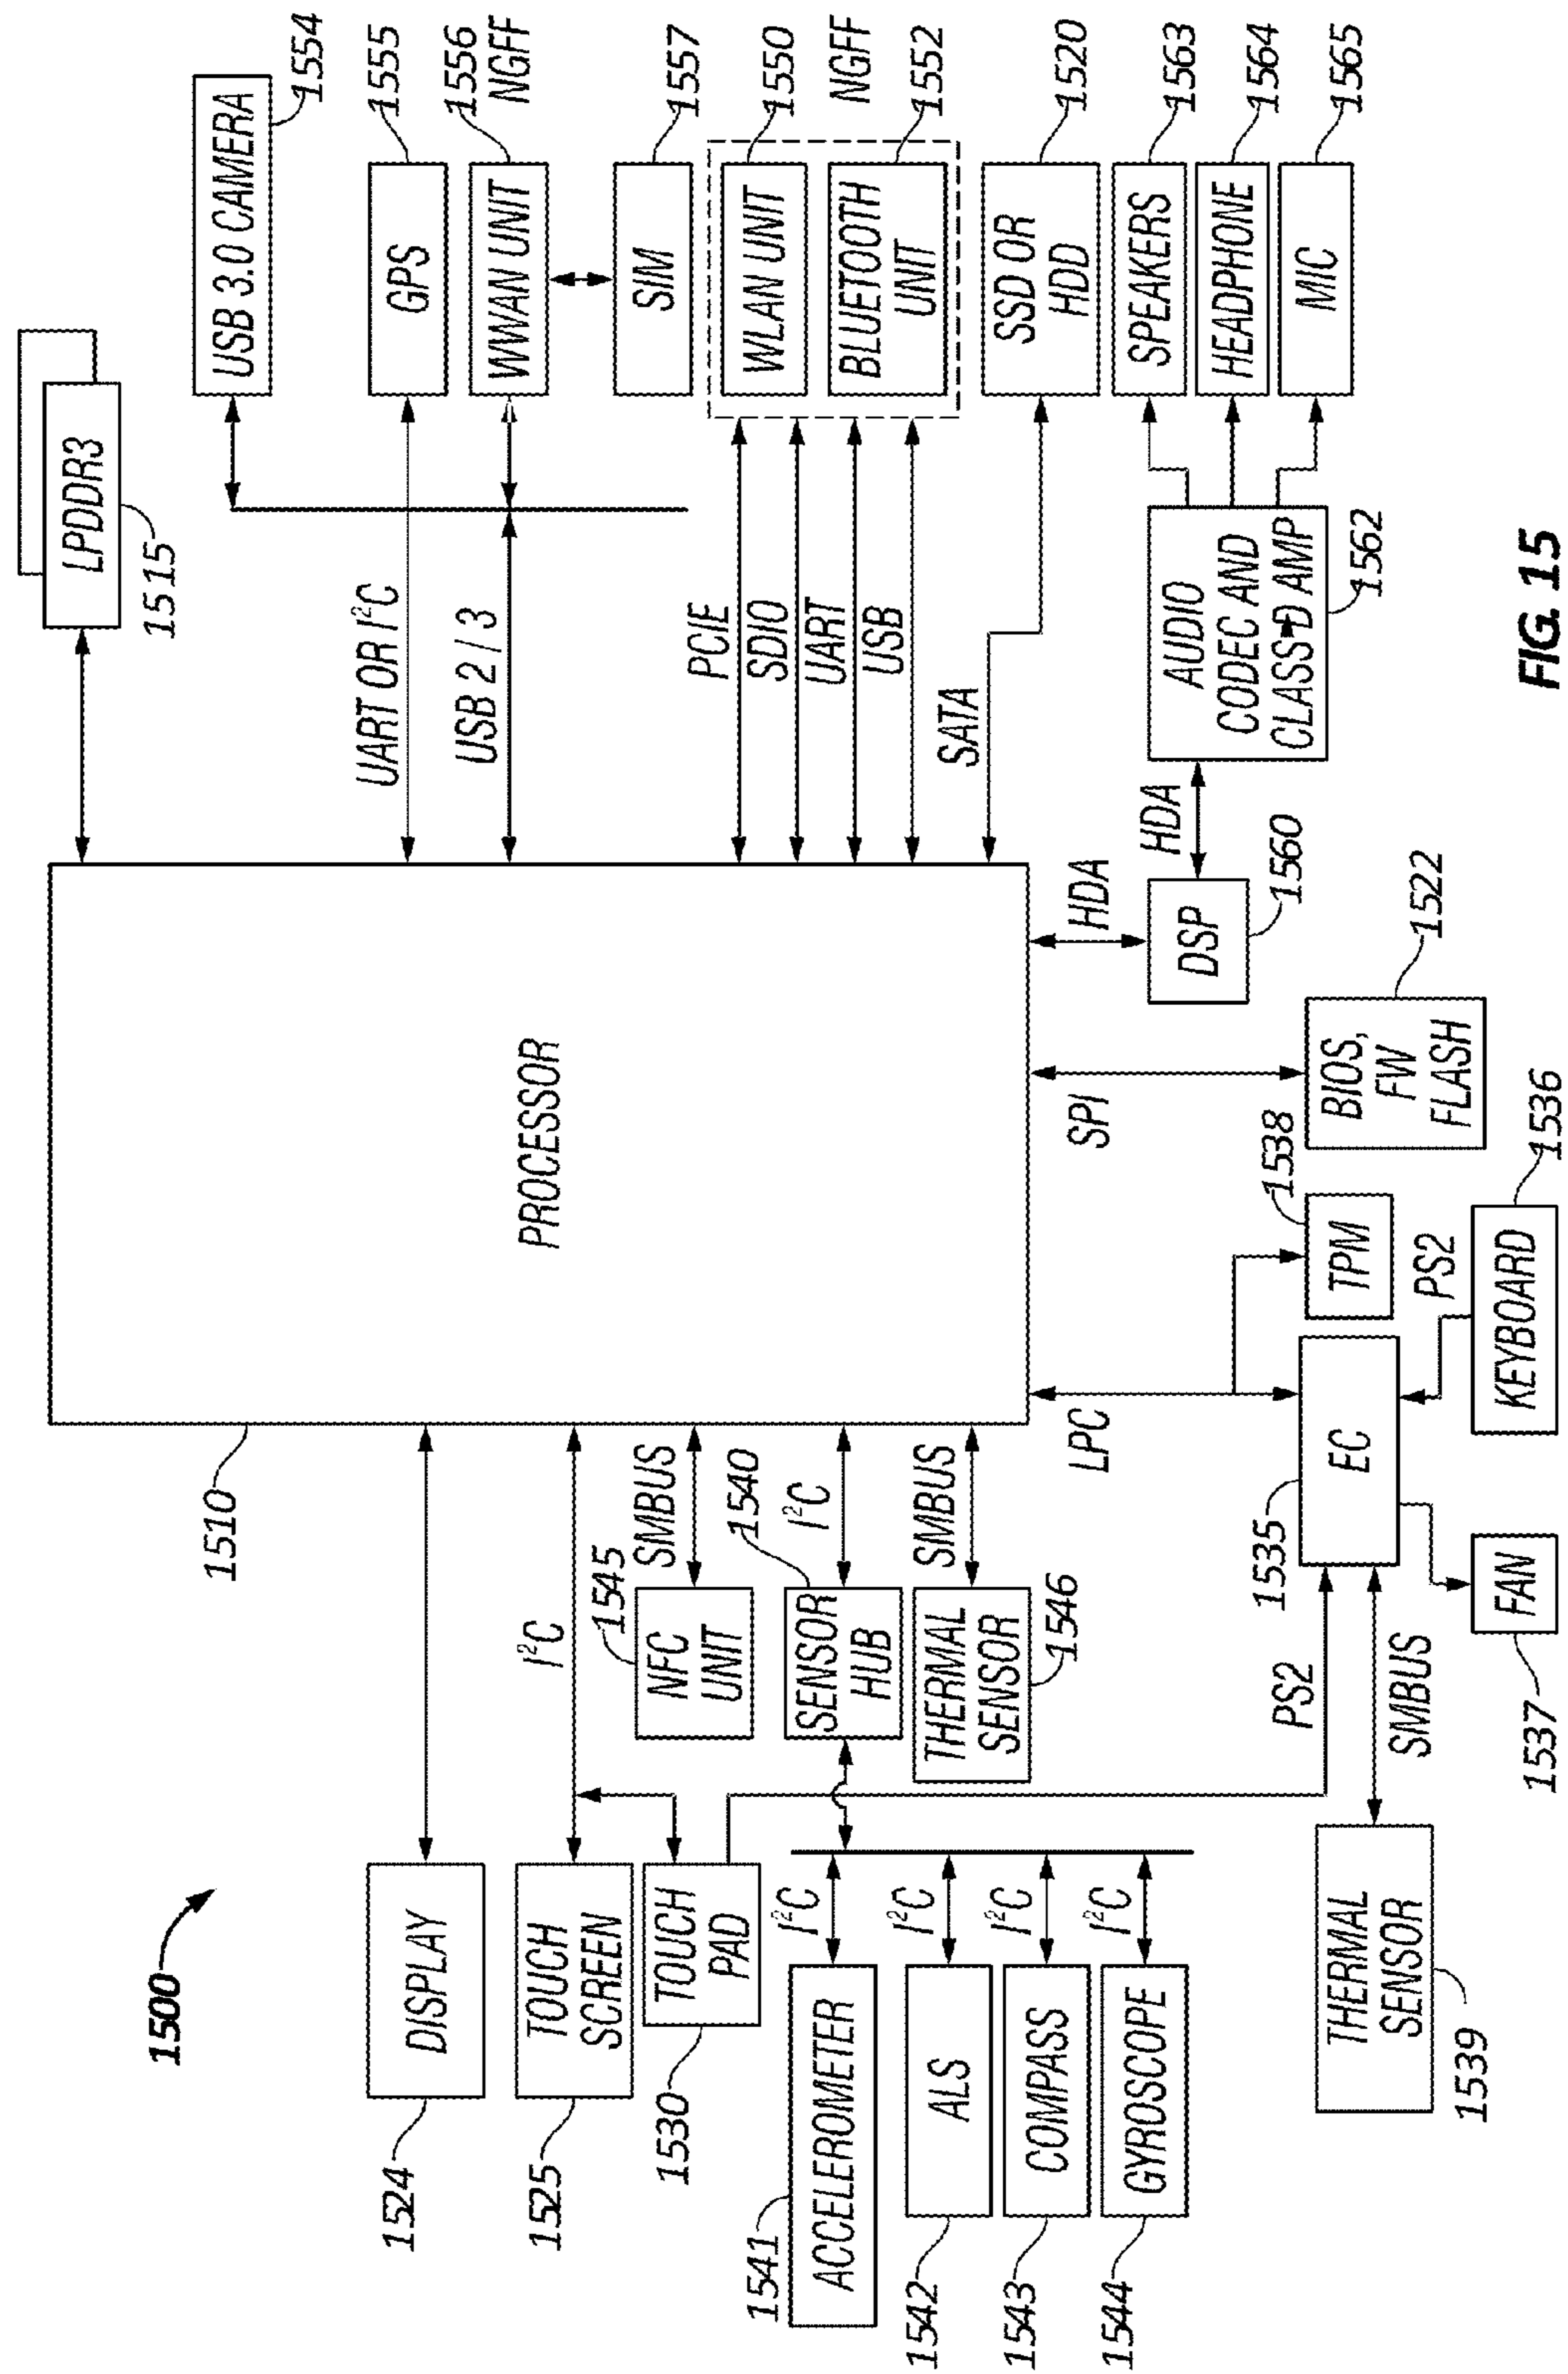 1500
1524
DISPLAY
1525
TOUCH
SCREEN
1530
TOUCH
PAD
I²C
1541
ACCELEROMETER
I²C
1542
ALS
I²C
1543
COMPASS
I²C
1544
GYROSCOPE
I²C
1545
NFC
UNIT
SMBUS
1540
SENSOR
HUB
I²C
THERMAL
SENSOR
1546
SMBUS
THERMAL
SENSOR
1539
SMBUS
PS2
1537
FAN
1535
EC
LPC
1538
TPM
PS2
KEYBOARD
1536
1510
PROCESSOR
SPI
BIOS,
FW
FLASH
1522
HDA
DSP
1560
HDA
AUDIO
CODEC AND
CLASS D AMP
1562
LPDDR3
1515
USB 3.0 CAMERA
1554
UART OR I²C
GPS
1555
USB 2 / 3
WWAN UNIT
1556
NGFF
SIM
1557
PCIE
SDIO
UART
USB
WLAN UNIT
1550
BLUETOOTH
UNIT
NGFF
1552
SATA
SSD OR
HDD
1520
SPEAKERS
1563
HEADPHONE
1564
MIC
1565
FIG. 15